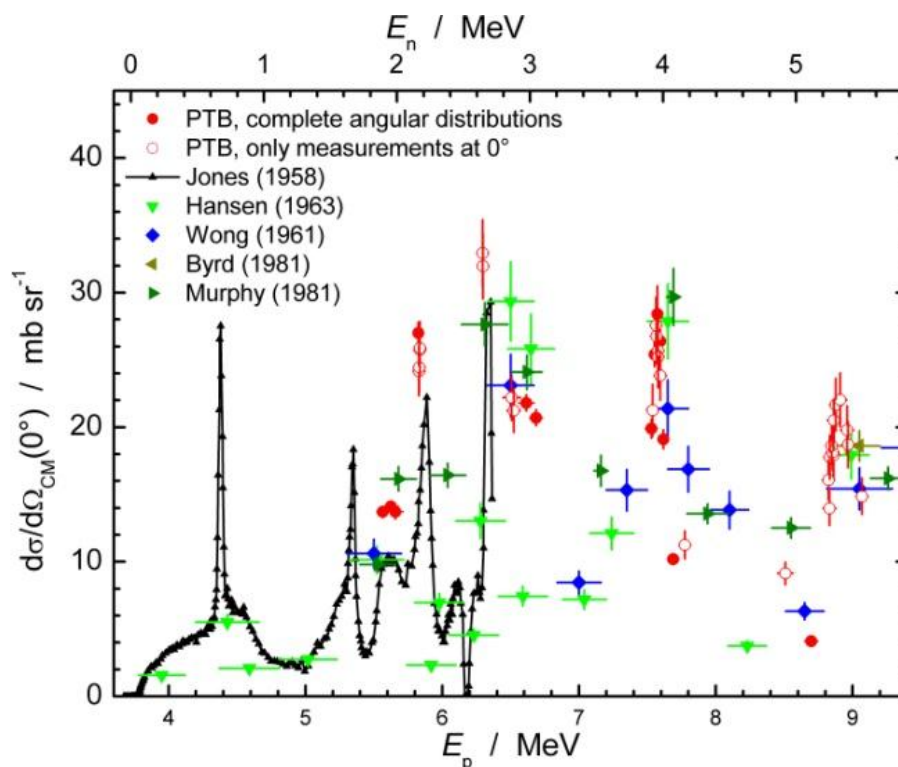 E_n / MeV
0 1 2 3 4 5
PTB, complete angular distributions
PTB, only measurements at 0°
Jones (1958)
Hansen (1963)
Wong (1961)
Byrd (1981)
Murphy (1981)
dσ/dΩ_CM(0°) / mb sr⁻¹
40
30
20
10
0
4 5 6 7 8 9
E_p / MeV